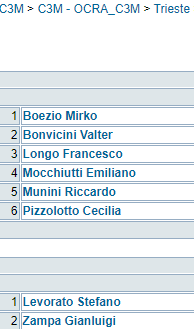 C3M > C3M - OCRA_C3M > Trieste
1 Boezio Mirko
2 Bonvicini Valter
3 Longo Francesco
4 Mocchiutti Emiliano
5 Munini Riccardo
6 Pizzolotto Cecilia
1 Levorato Stefano
2 Zampa Gianluigi